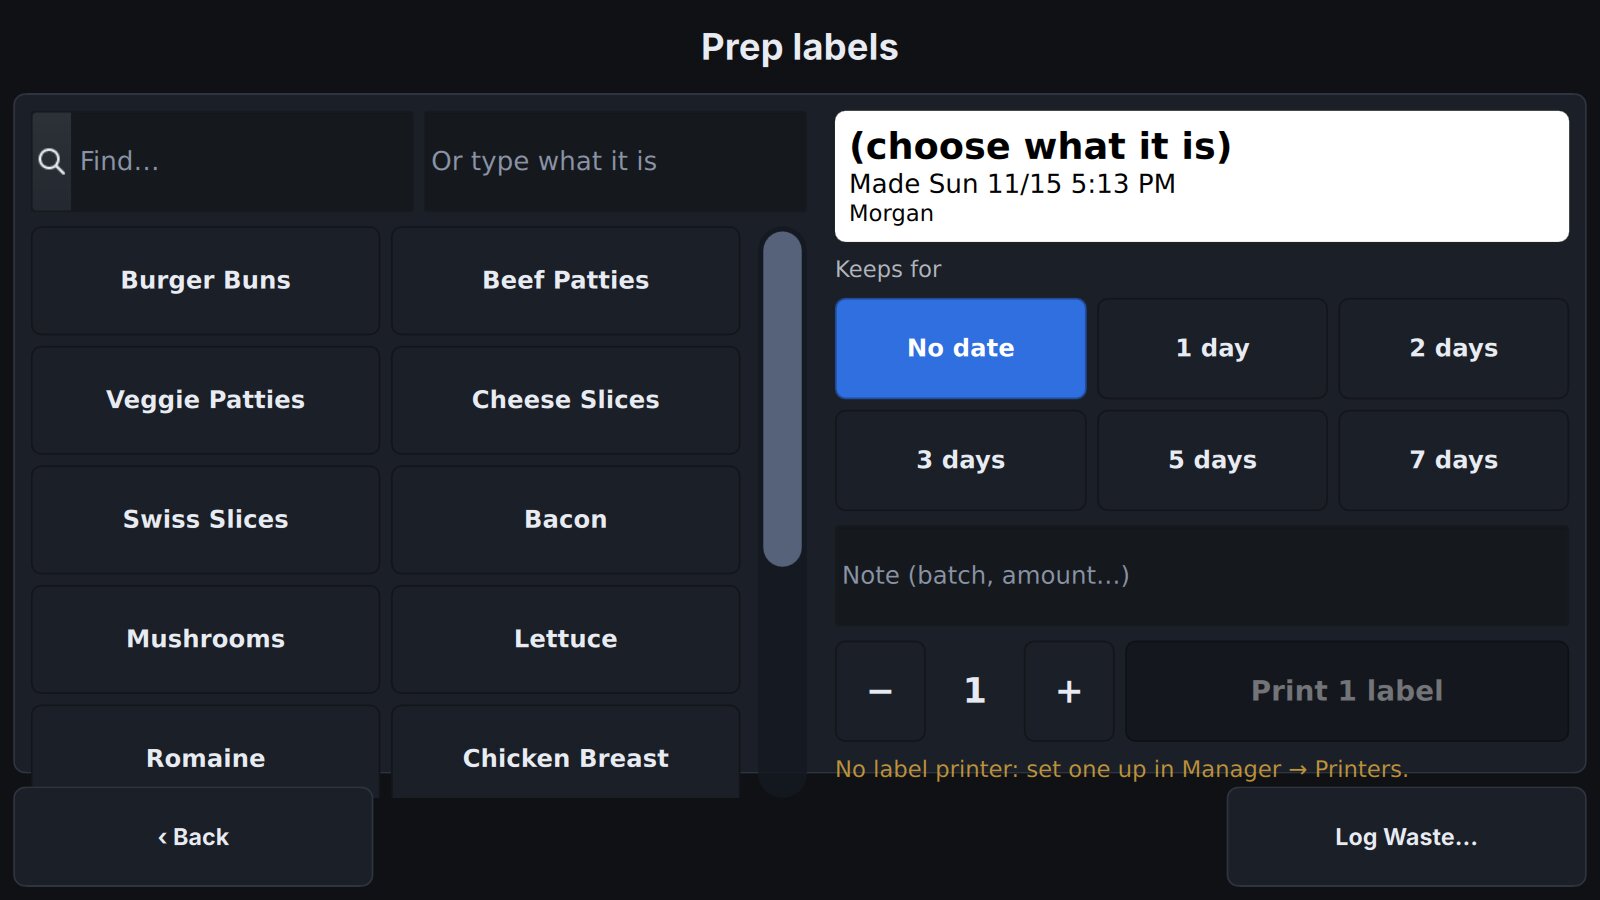 Prep labels
Find...
Or type what it is
Burger Buns
Beef Patties
Veggie Patties
Cheese Slices
Swiss Slices
Bacon
Mushrooms
Lettuce
Romaine
Chicken Breast
(choose what it is)
Made Sun 11/15 5:13 PM
Morgan
Keeps for
No date
1 day
2 days
3 days
5 days
7 days
Note (batch, amount...)
− 1 +
Print 1 label
No label printer: set one up in Manager → Printers.
‹ Back
Log Waste...